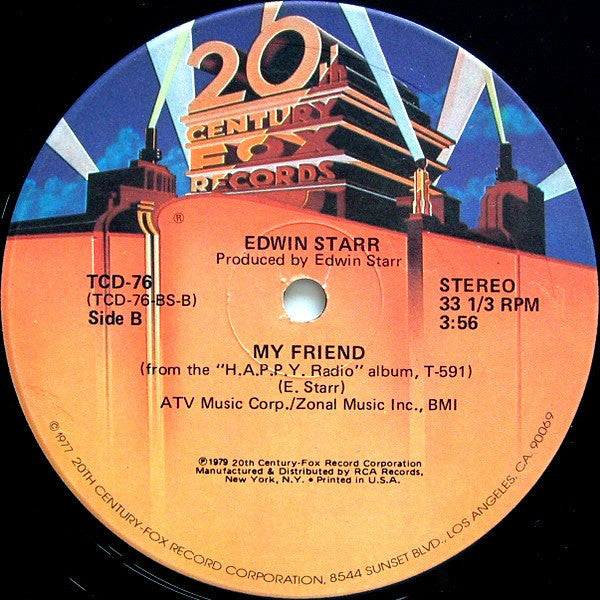 20th
CENTURY
FOX
RECORDS
®
EDWIN STARR
Produced by Edwin Starr
TCD-76
(TCD-76-BS-B)
Side B
STEREO
33 1/3 RPM
3:56
MY FRIEND
(from the "H.A.P.P.Y. Radio" album, T-591)
(E. Starr)
ATV Music Corp./Zonal Music Inc., BMI
℗1979 20th Century-Fox Record Corporation
Manufactured & Distributed by RCA Records,
New York, N.Y. • Printed in U.S.A.
©1977 20TH CENTURY-FOX RECORD CORPORATION, 8544 SUNSET BLVD., LOS ANGELES, CA. 90069